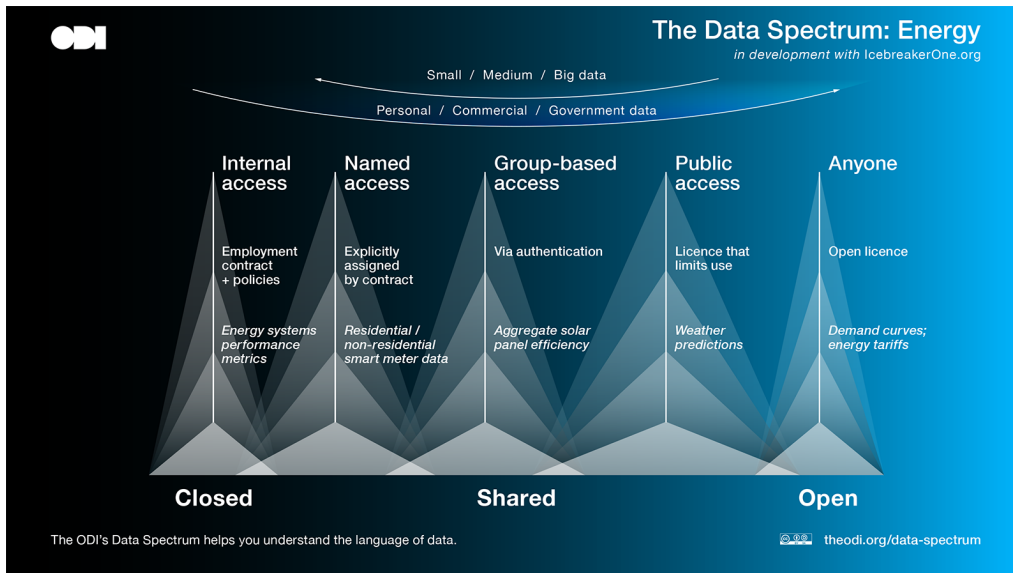 ODI
The Data Spectrum: Energy
in development with IcebreakerOne.org
Small / Medium / Big data
Personal / Commercial / Government data
Internal
access
Employment
contract
+ policies
Energy systems
performance
metrics
Named
access
Explicitly
assigned
by contract
Residential /
non-residential
smart meter data
Group-based
access
Via authentication
Aggregate solar
panel efficiency
Public
access
Licence that
limits use
Weather
predictions
Anyone
Open licence
Demand curves;
energy tariffs
Closed
Shared
Open
The ODI's Data Spectrum helps you understand the language of data.
theodi.org/data-spectrum